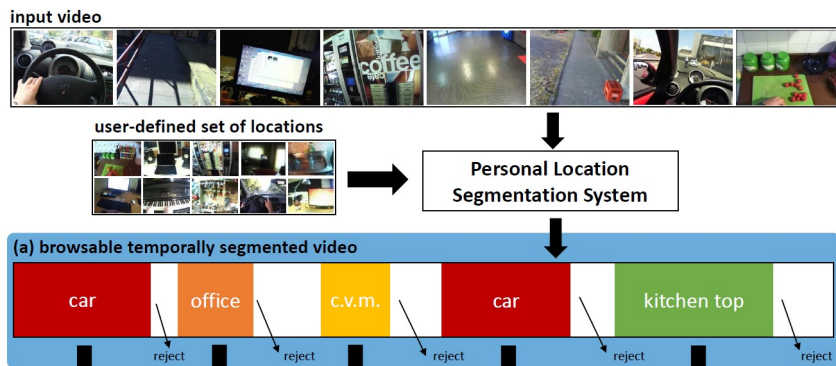 input video
coffee
user-defined set of locations
Personal Location
Segmentation System
(a) browsable temporally segmented video
car
office
c.v.m.
car
kitchen top
reject
reject
reject
reject
reject